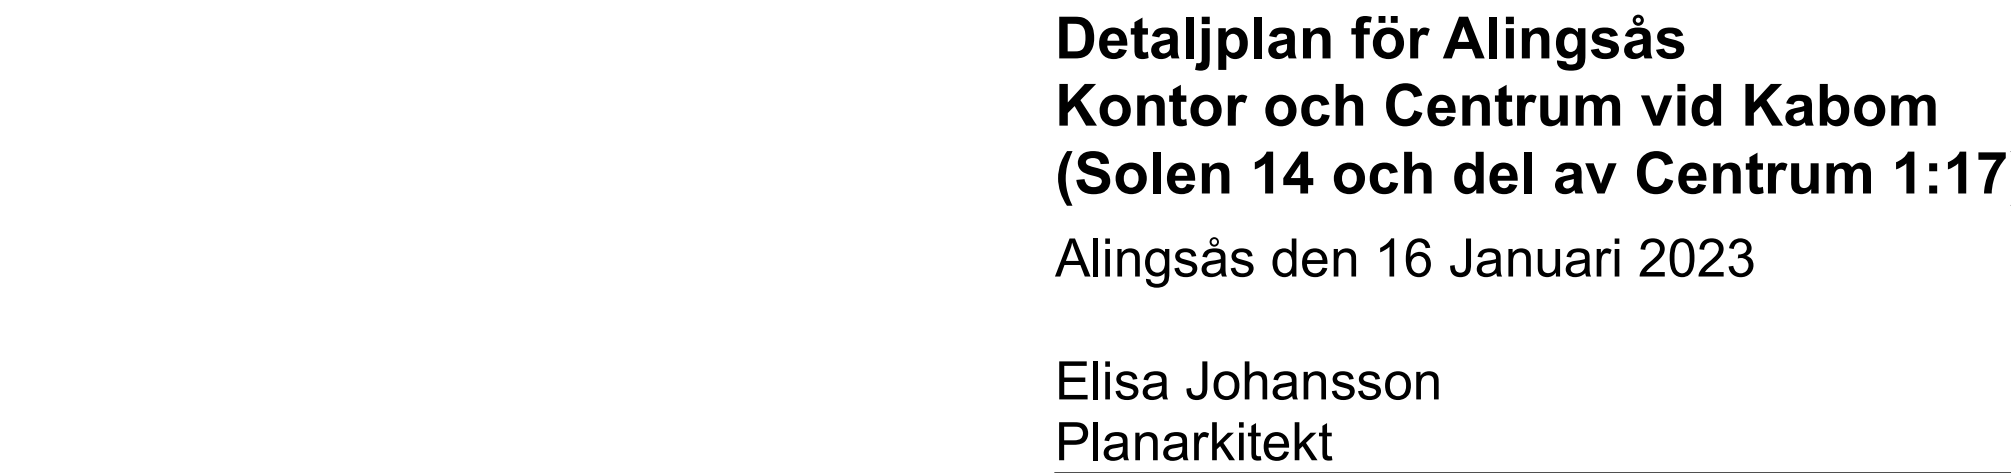 Detaljplan för Alingsås
Kontor och Centrum vid Kabom
(Solen 14 och del av Centrum 1:17)
Alingsås den 16 Januari 2023
Elisa Johansson
Planarkitekt